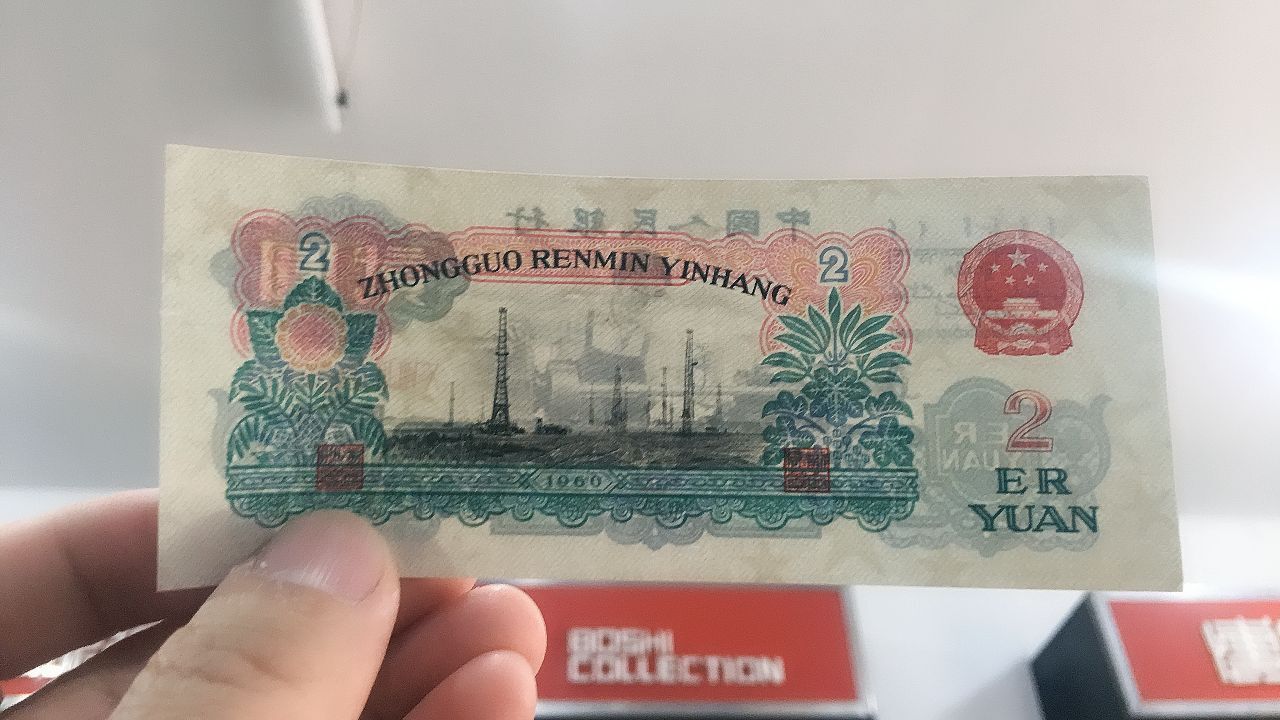 2
2
ZHONGGUO RENMIN YINHANG
1960
2
ER
YUAN
BOSHI
COLLECTION